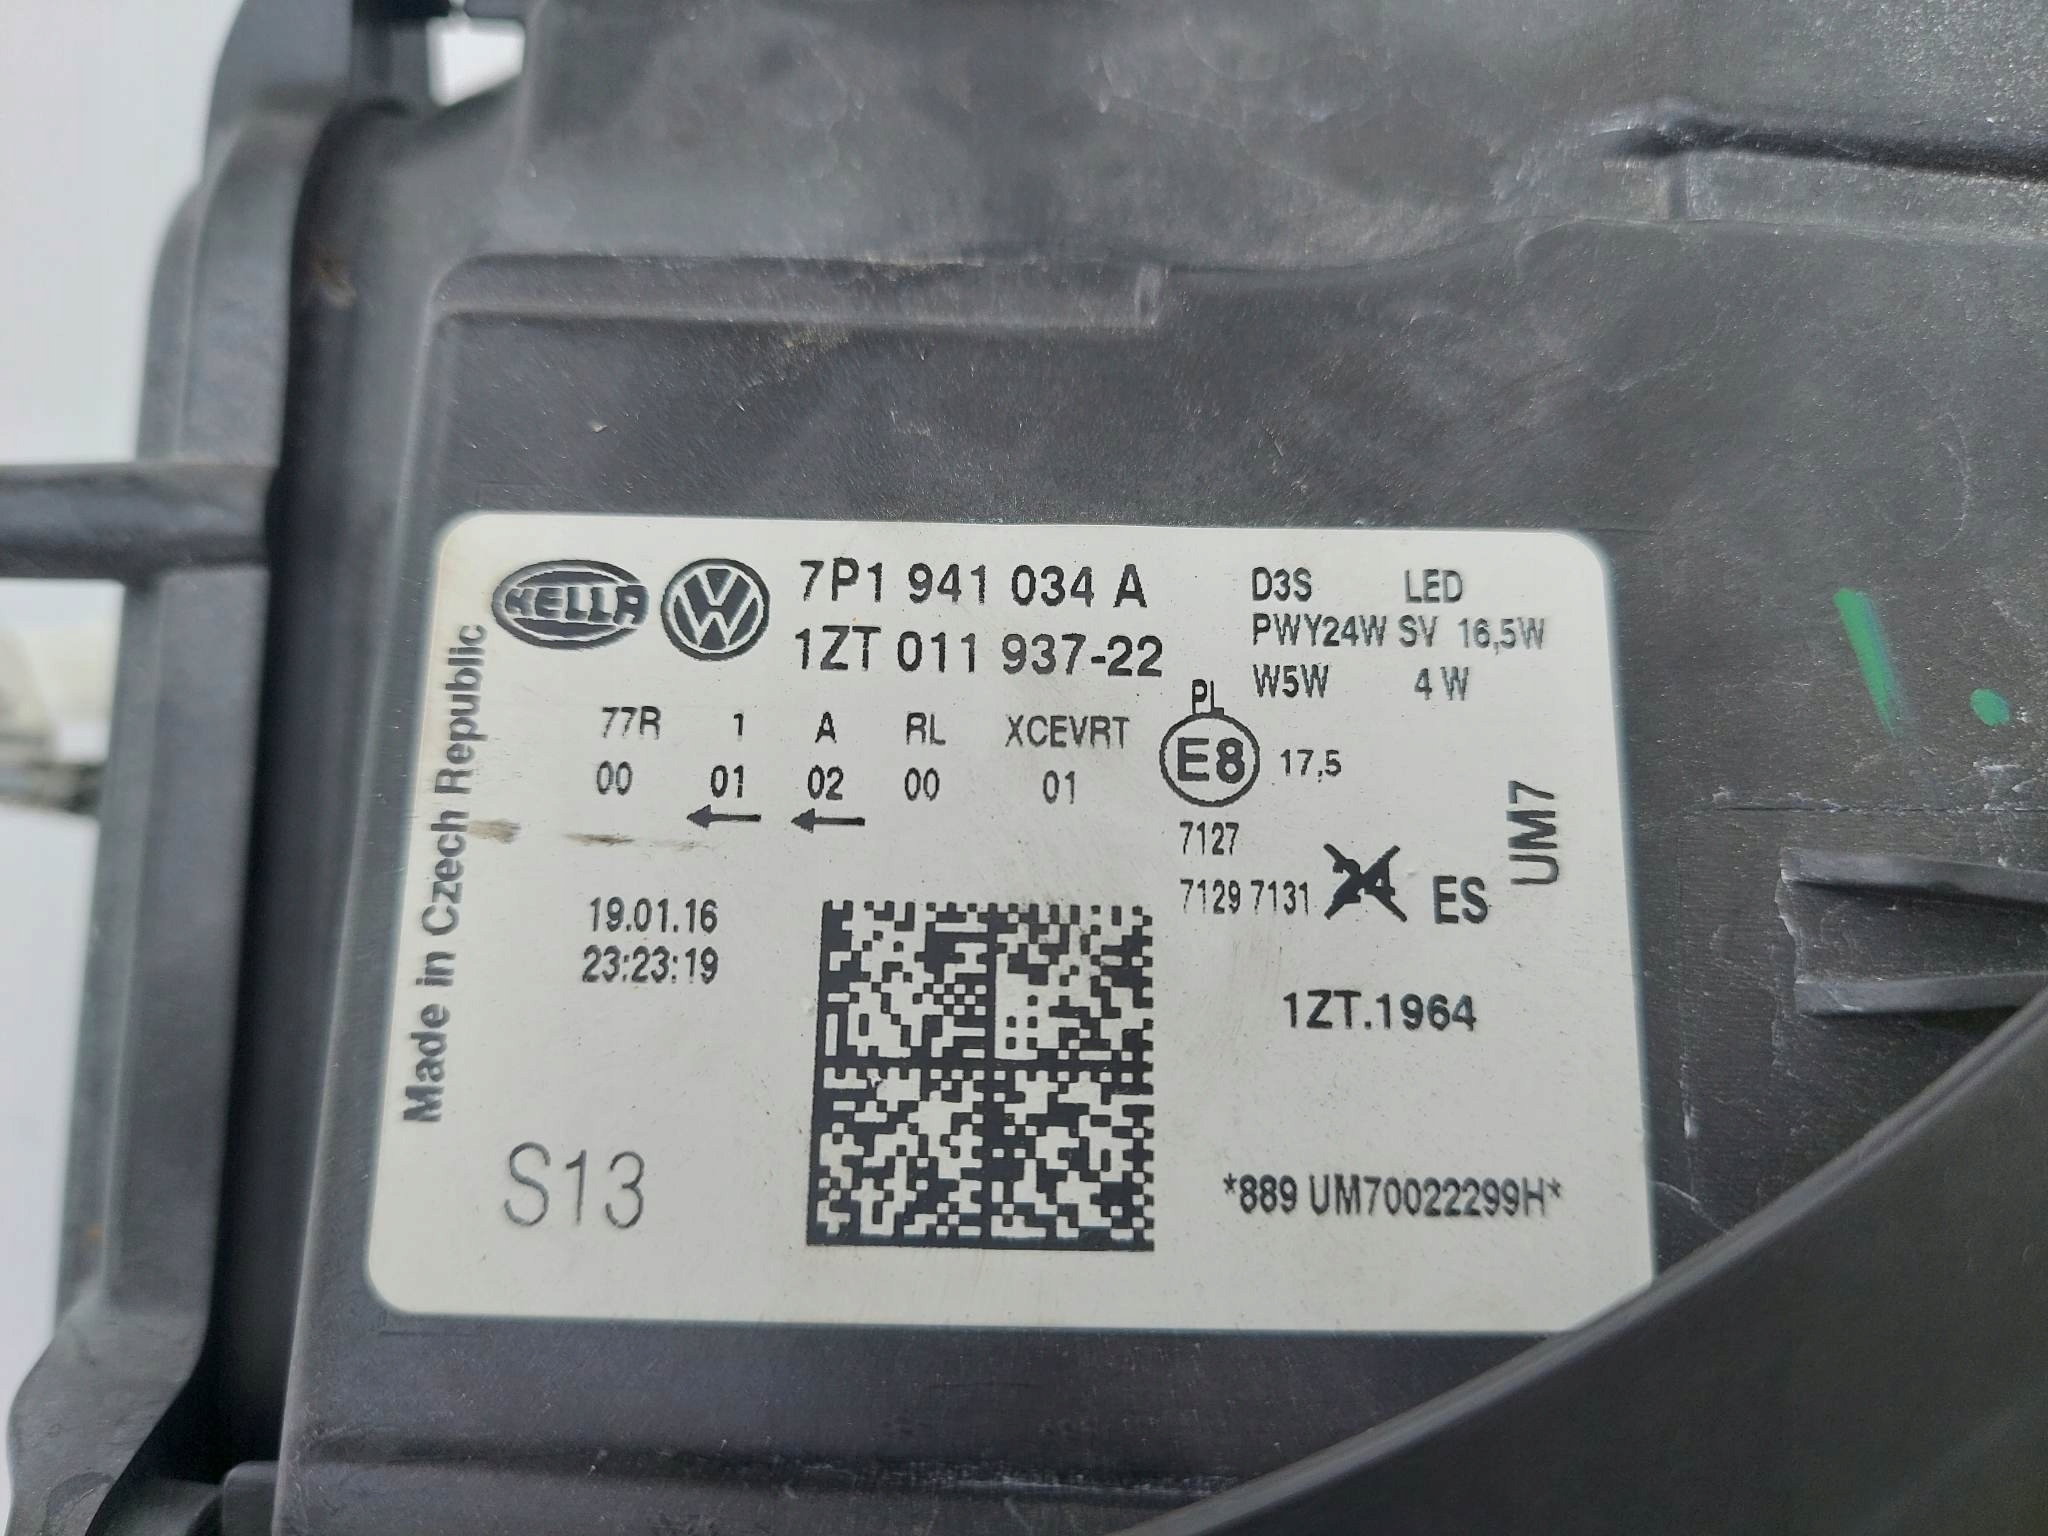 HELLA
7P1 941 034 A
1ZT 011 937-22
D3S LED
PWY24W SV 16,5W
W5W 4 W
77R 1 A RL XCEVRT
00 01 02 00 01
PL
E8 17,5
7127
7129 7131 24 ES
UM7
Made in Czech Republic
19.01.16
23:23:19
1ZT.1964
S13
*889 UM70022299H*